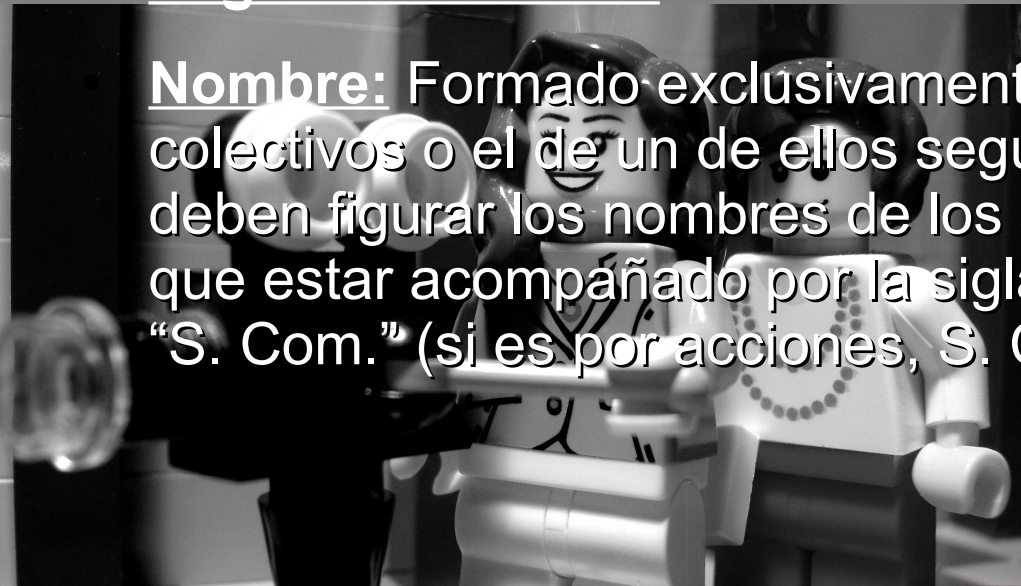 Nombre: Formado exclusivament
colectivos o el de un de ellos segu
deben figurar los nombres de los
que estar acompañado por la sigla
“S. Com.” (si es por acciones, S. C